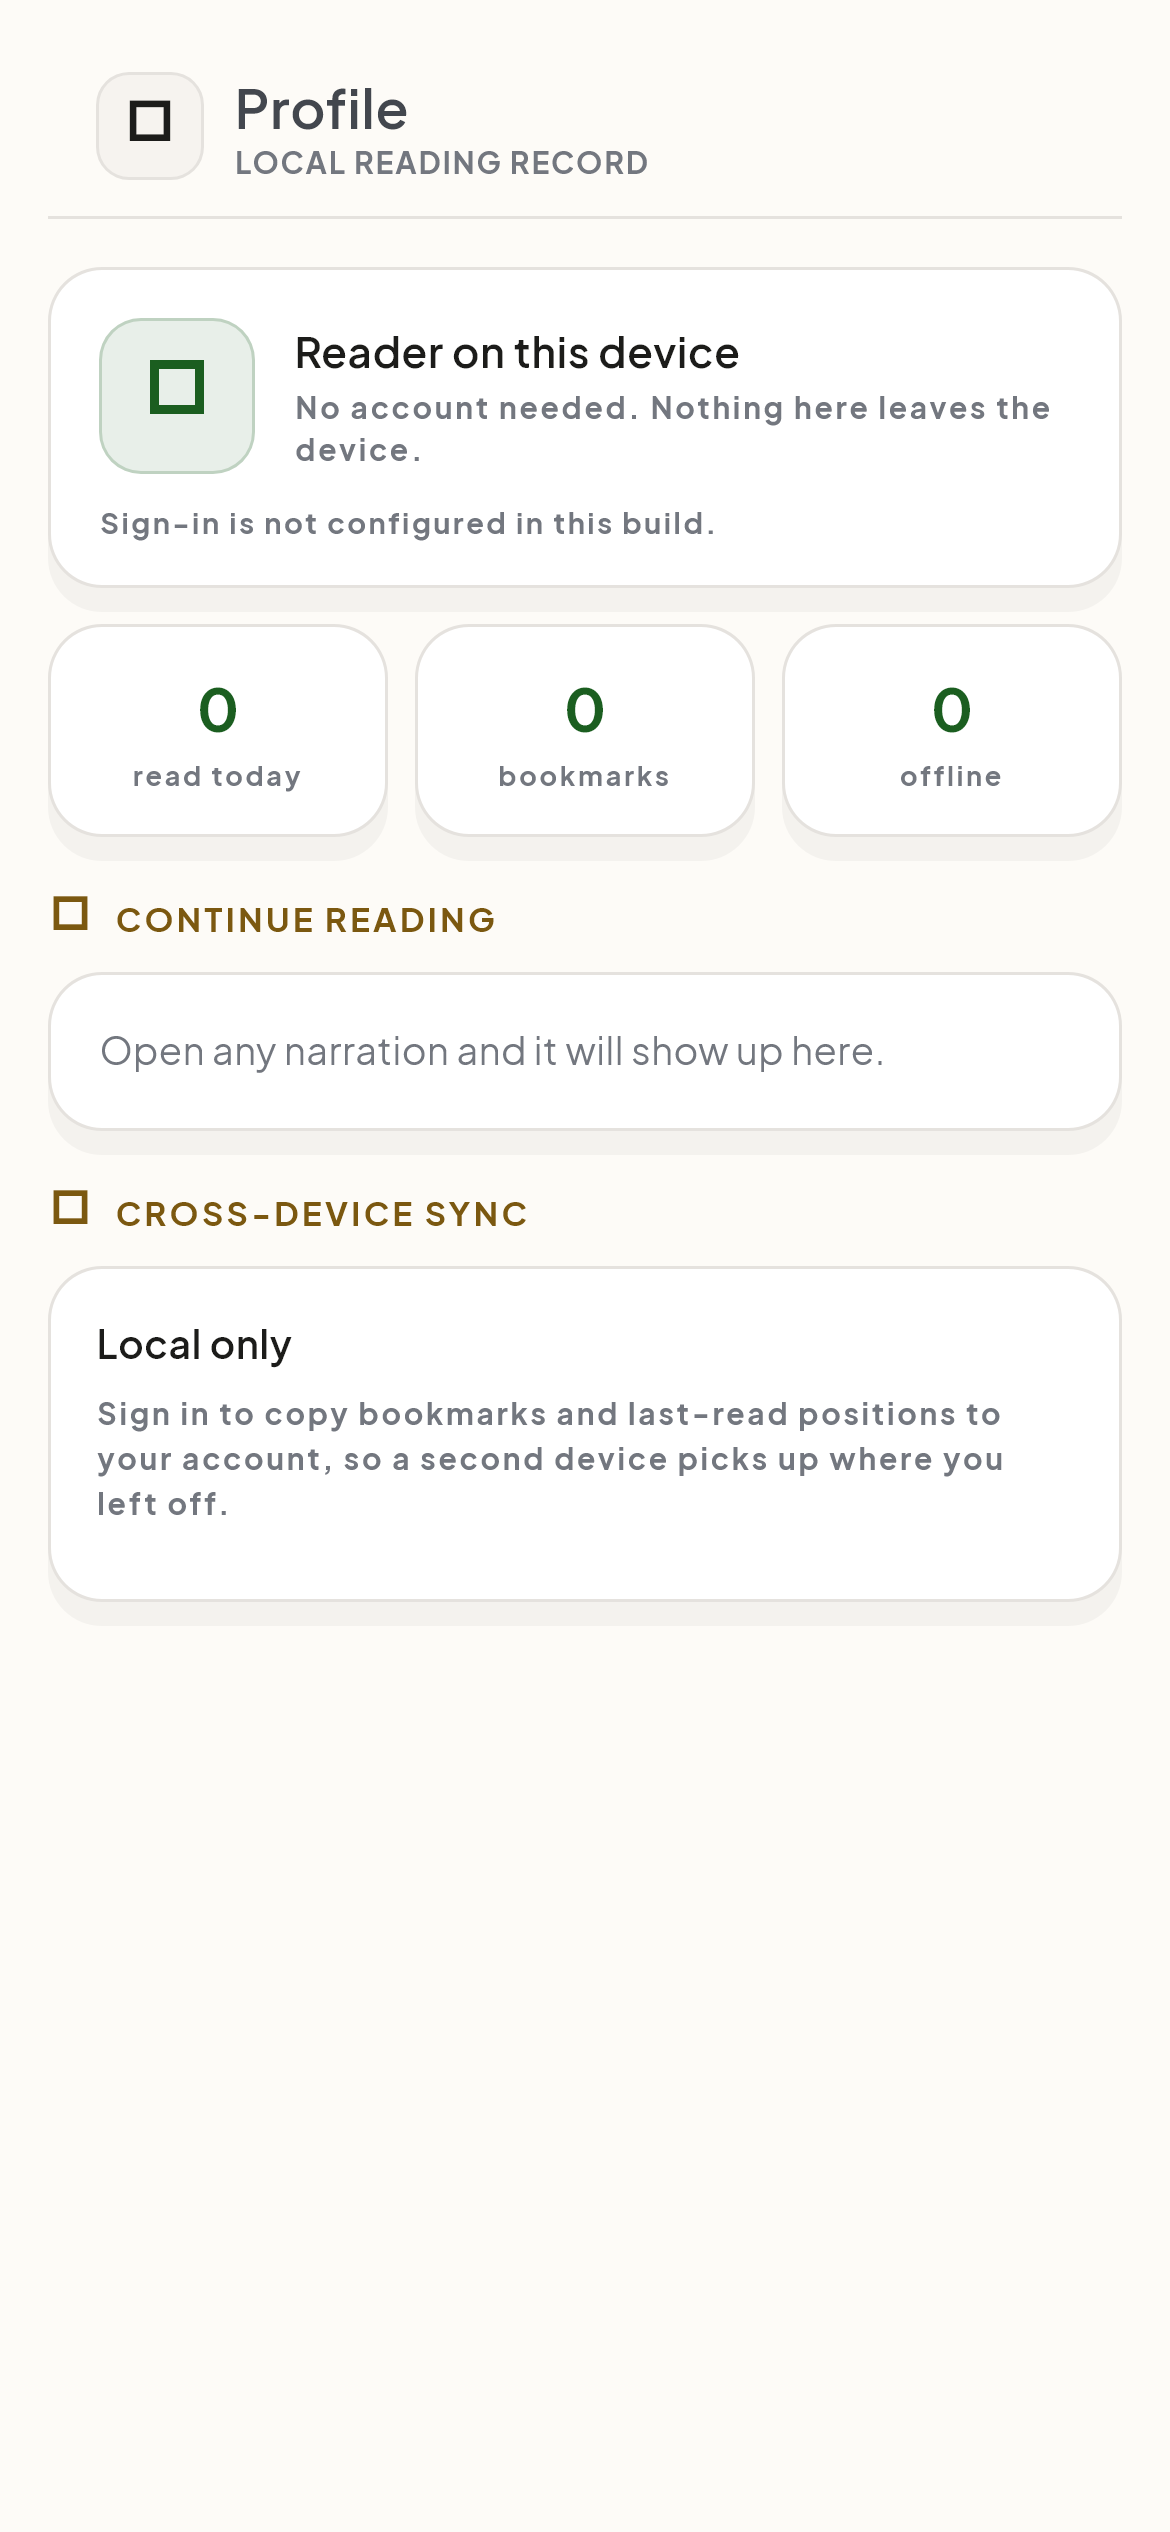 Profile
LOCAL READING RECORD
Reader on this device
No account needed. Nothing here leaves the
device.
Sign-in is not configured in this build.
0
read today
0
bookmarks
0
offline
CONTINUE READING
Open any narration and it will show up here.
CROSS-DEVICE SYNC
Local only
Sign in to copy bookmarks and last-read positions to
your account, so a second device picks up where you
left off.